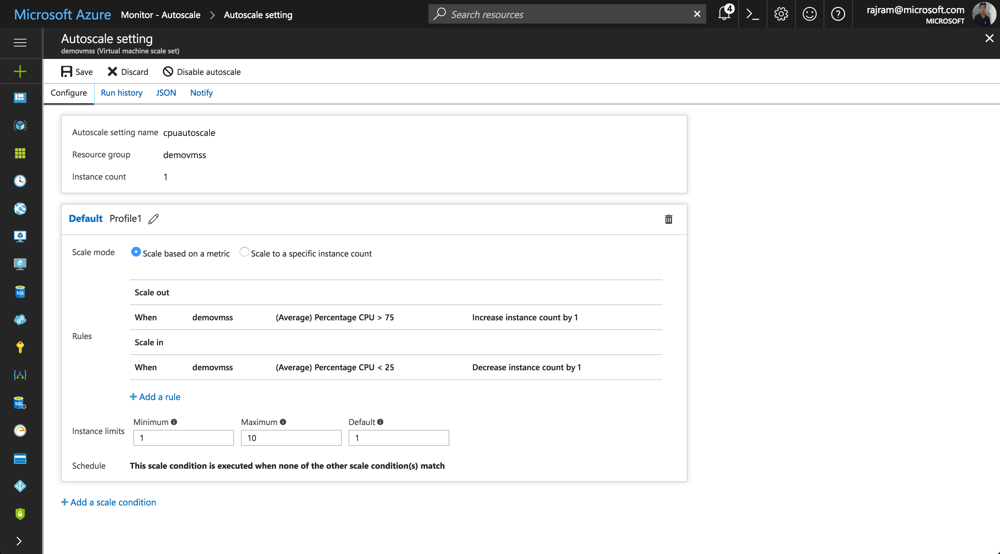 Microsoft Azure Monitor - Autoscale > Autoscale setting
Search resources
4
rajram@microsoft.com
MICROSOFT
Autoscale setting
demovmss (Virtual machine scale set)
Save Discard Disable autoscale
Configure Run history JSON Notify
Autoscale setting name cpuautoscale
Resource group demovmss
Instance count 1
Default Profile1
Scale mode Scale based on a metric Scale to a specific instance count
Scale out
When demovmss (Average) Percentage CPU > 75 Increase instance count by 1
Rules
Scale in
When demovmss (Average) Percentage CPU < 25 Decrease instance count by 1
+ Add a rule
Minimum Maximum Default
Instance limits 1 10 1
Schedule This scale condition is executed when none of the other scale condition(s) match
+ Add a scale condition
SQL
SQL